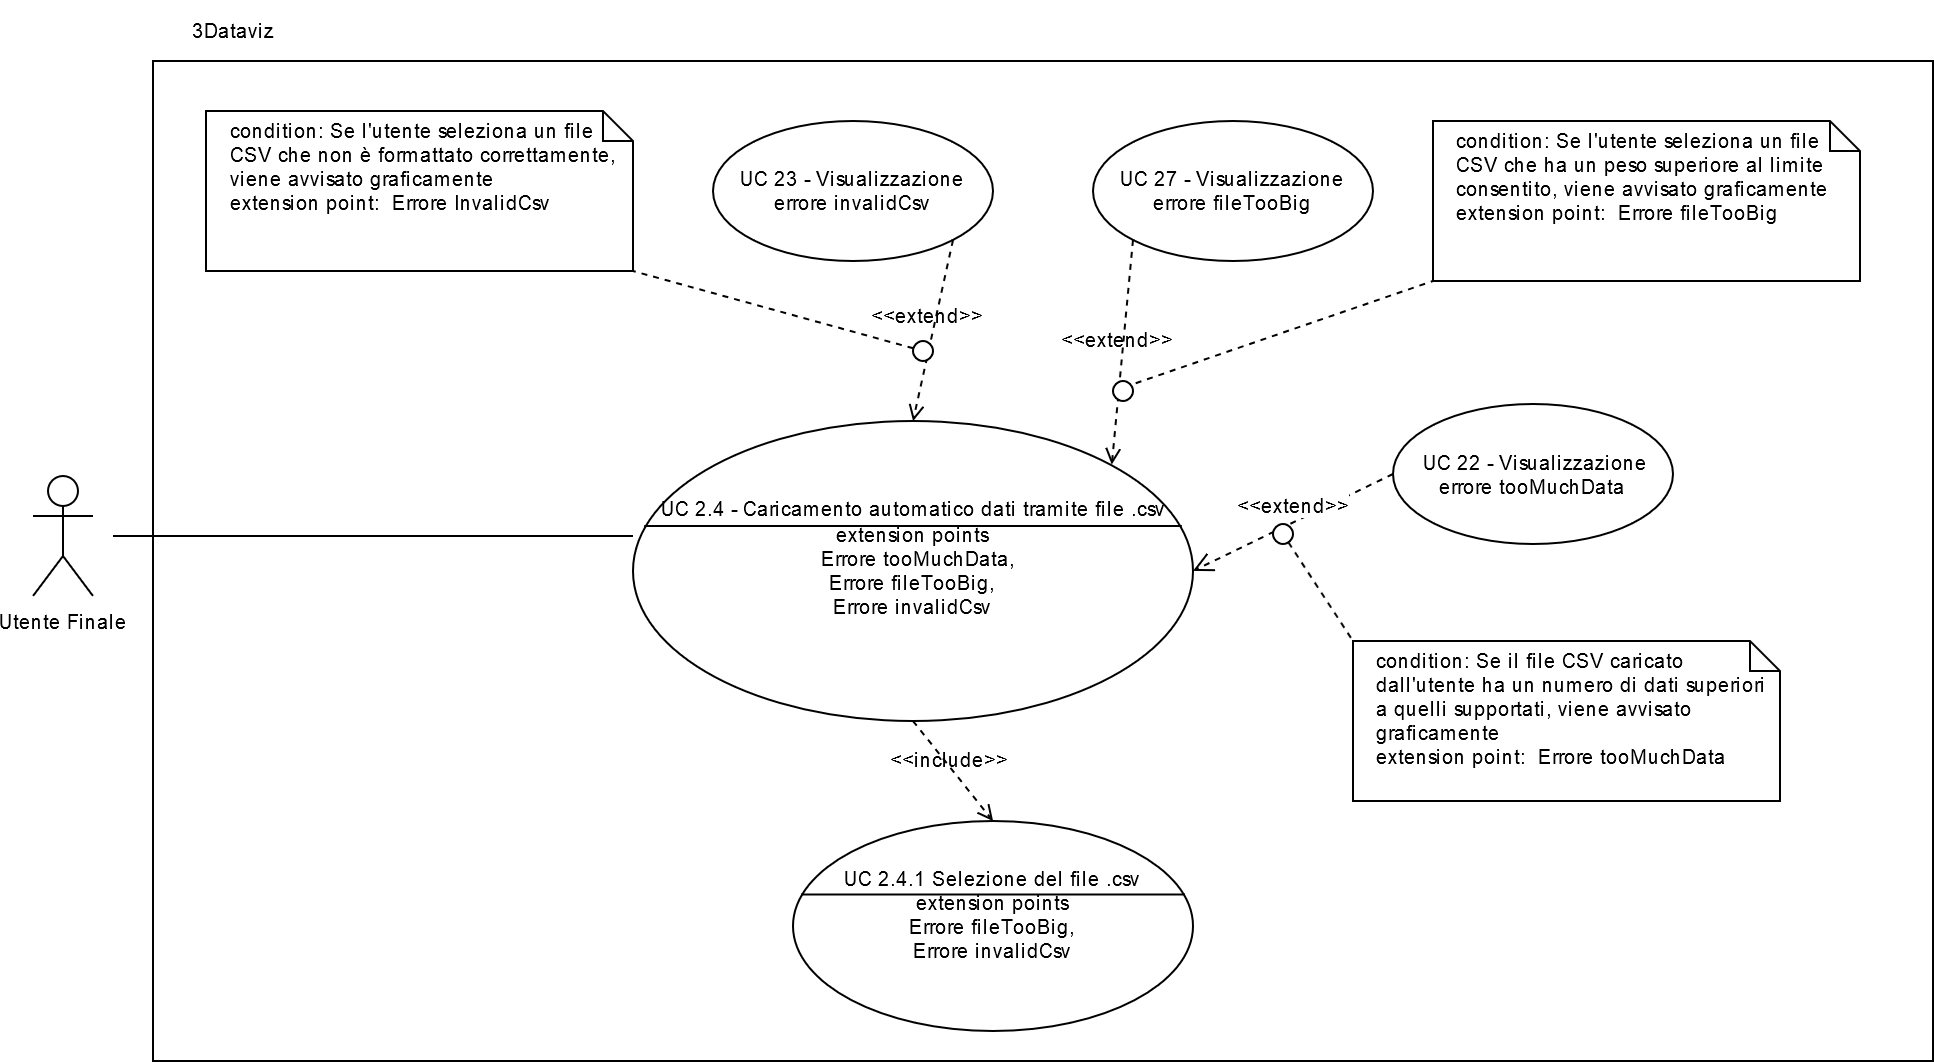 3Dataviz
condition: Se l'utente seleziona un file
CSV che non è formattato correttamente,
viene avvisato graficamente
extension point:  Errore InvalidCsv
UC 23 - Visualizzazione
errore invalidCsv
UC 27 - Visualizzazione
errore fileTooBig
condition: Se l'utente seleziona un file
CSV che ha un peso superiore al limite
consentito, viene avvisato graficamente
extension point:  Errore fileTooBig
<<extend>>
<<extend>>
UC 22 - Visualizzazione
errore tooMuchData
<<extend>>
UC 2.4 - Caricamento automatico dati tramite file .csv
extension points
Errore tooMuchData,
Errore fileTooBig,
Errore invalidCsv
Utente Finale
condition: Se il file CSV caricato
dall'utente ha un numero di dati superiori
a quelli supportati, viene avvisato
graficamente
extension point:  Errore tooMuchData
<<include>>
UC 2.4.1 Selezione del file .csv
extension points
Errore fileTooBig,
Errore invalidCsv